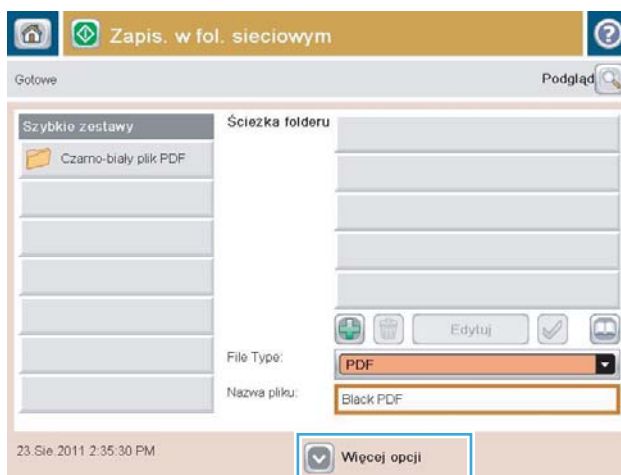 Zapis. w fol. sieciowym
Gotowe
Podgląd
Szybkie zestawy
Czarno-biały plik PDF
Ścieżka folderu
Edytuj
File Type:
PDF
Nazwa pliku:
Black PDF
23.Sie.2011 2:35:30 PM
Więcej opcji